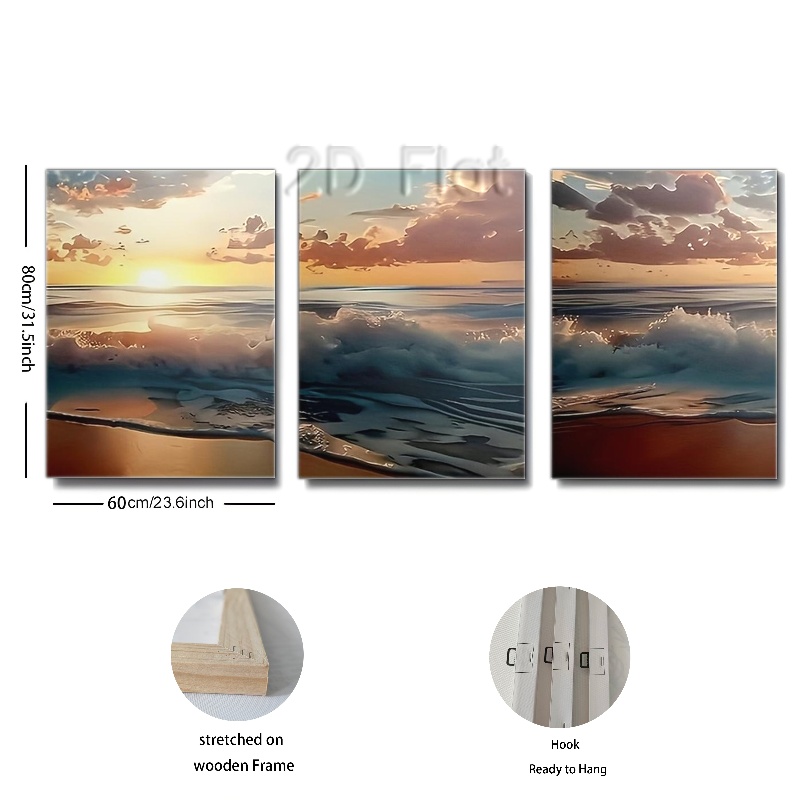 2D Flat
80cm/31.5inch
60cm/23.6inch
stretched on
wooden Frame
Hook
Ready to Hang